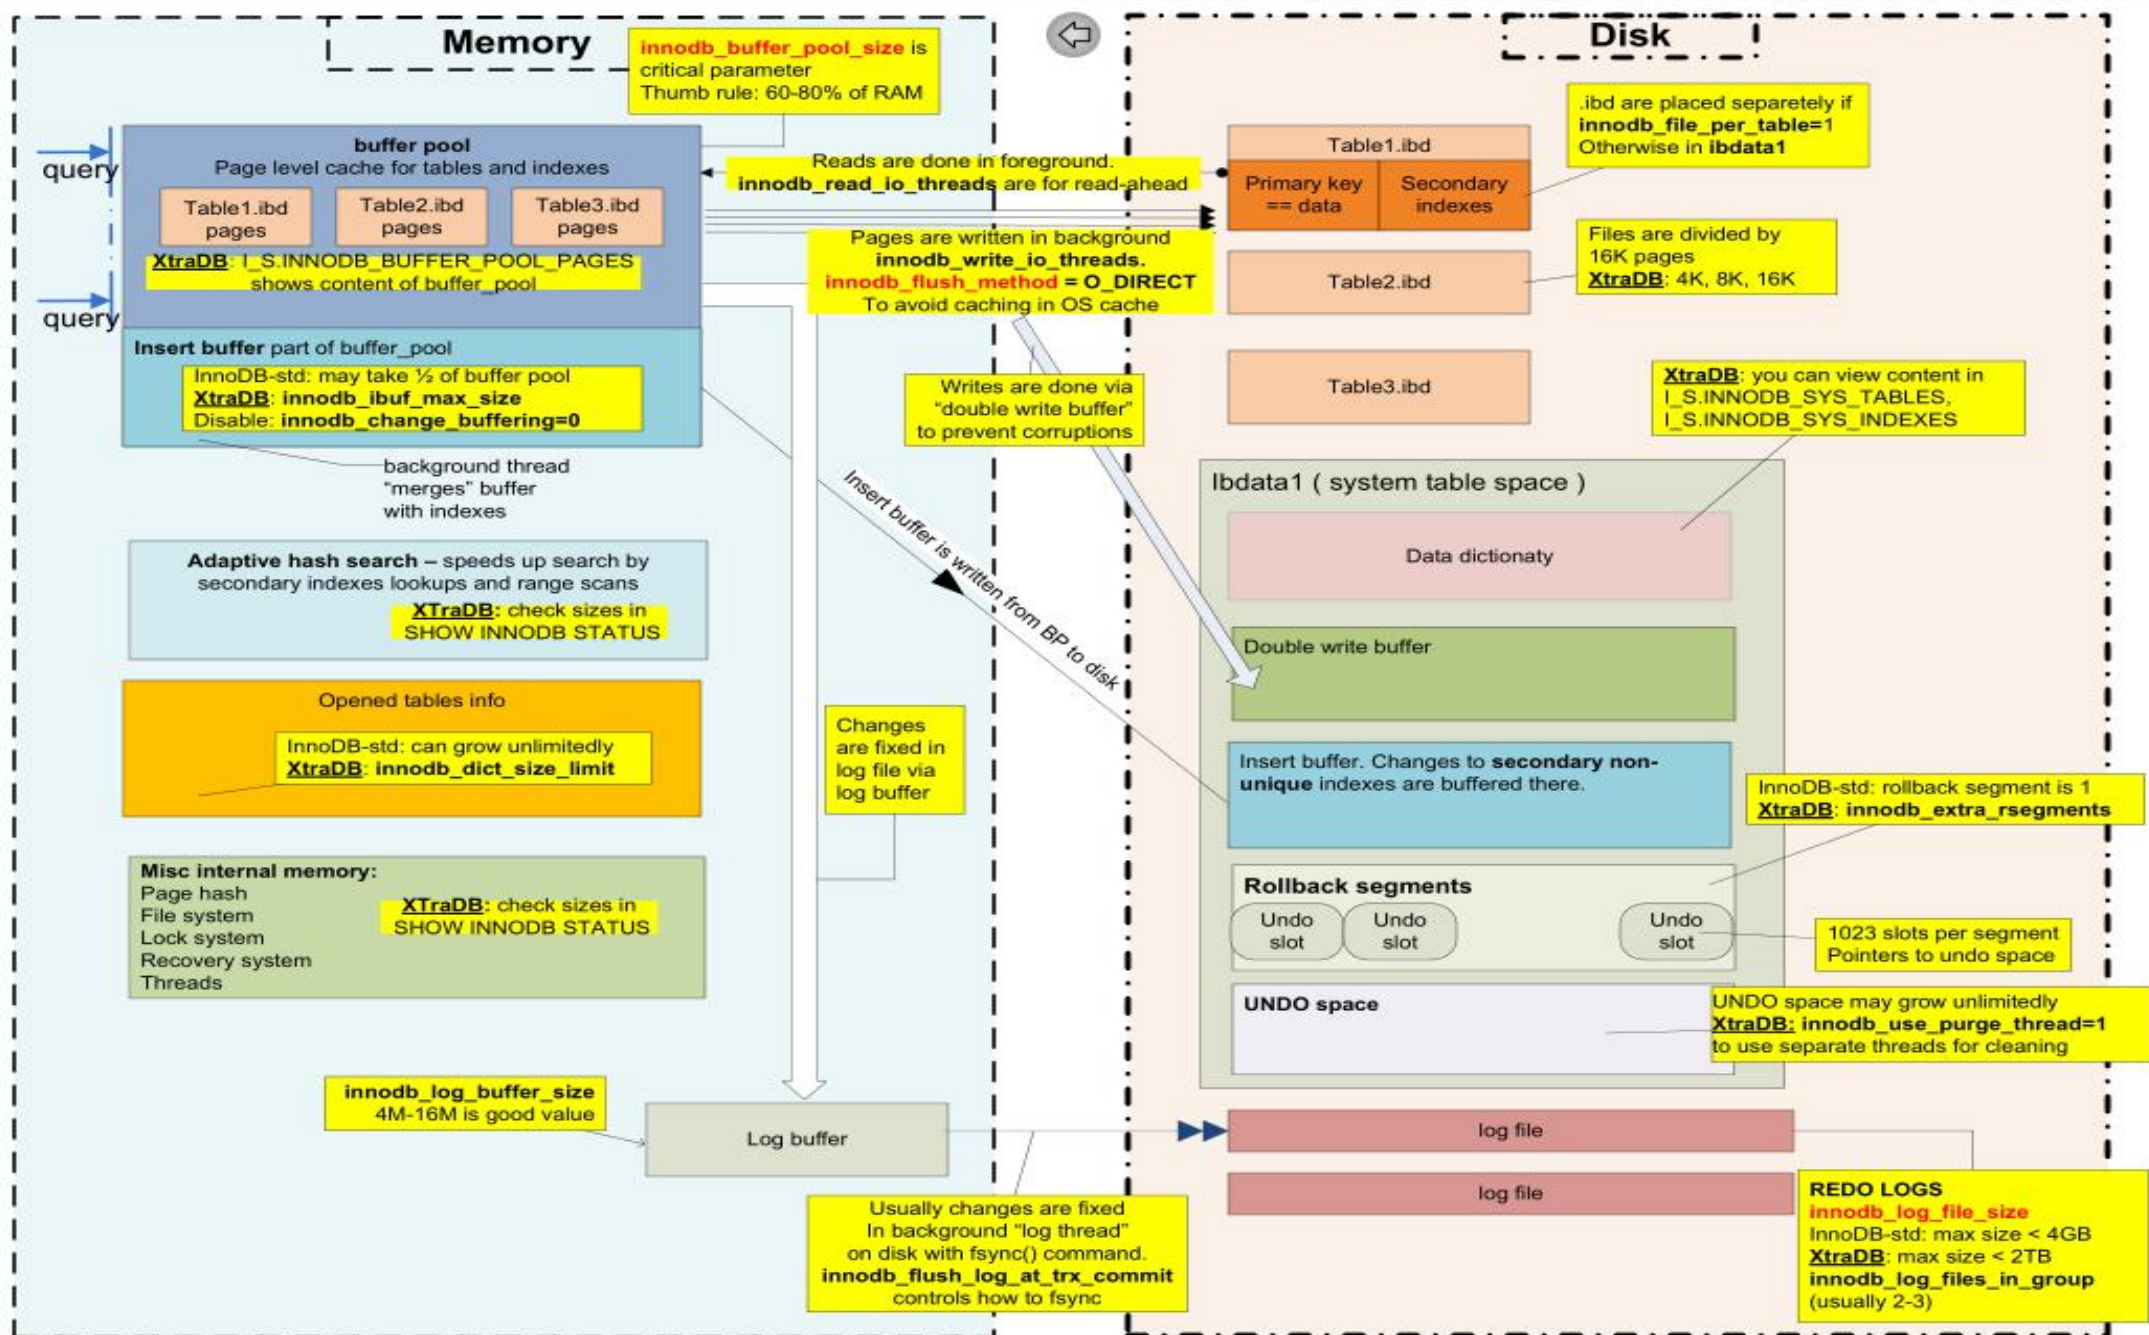 Memory
innodb_buffer_pool_size is
critical parameter
Thumb rule: 60-80% of RAM
query
query
buffer pool
Page level cache for tables and indexes
Table1.ibd
pages
Table2.ibd
pages
Table3.ibd
pages
XtraDB: I_S.INNODB_BUFFER_POOL_PAGES
shows content of buffer_pool
Insert buffer part of buffer_pool
InnoDB-std: may take ½ of buffer pool
XtraDB: innodb_ibuf_max_size
Disable: innodb_change_buffering=0
background thread
"merges" buffer
with indexes
Adaptive hash search – speeds up search by
secondary indexes lookups and range scans
XTraDB: check sizes in
SHOW INNODB STATUS
Opened tables info
InnoDB-std: can grow unlimitedly
XtraDB: innodb_dict_size_limit
Misc internal memory:
Page hash
File system
Lock system
Recovery system
Threads
XTraDB: check sizes in
SHOW INNODB STATUS
innodb_log_buffer_size
4M-16M is good value
Log buffer
Reads are done in foreground.
innodb_read_io_threads are for read-ahead
Pages are written in background
innodb_write_io_threads.
innodb_flush_method = O_DIRECT
To avoid caching in OS cache
Writes are done via
"double write buffer"
to prevent corruptions
Insert buffer is written from BP to disk
Changes
are fixed in
log file via
log buffer
Usually changes are fixed
In background "log thread"
on disk with fsync() command.
innodb_flush_log_at_trx_commit
controls how to fsync
Disk
.ibd are placed separetely if
innodb_file_per_table=1
Otherwise in ibdata1
Table1.ibd
Primary key
== data
Secondary
indexes
Files are divided by
16K pages
XtraDB: 4K, 8K, 16K
Table2.ibd
Table3.ibd
XtraDB: you can view content in
I_S.INNODB_SYS_TABLES,
I_S.INNODB_SYS_INDEXES
Ibdata1 ( system table space )
Data dictionaty
Double write buffer
Insert buffer. Changes to secondary non-
unique indexes are buffered there.
InnoDB-std: rollback segment is 1
XtraDB: innodb_extra_rsegments
Rollback segments
Undo
slot
Undo
slot
Undo
slot
1023 slots per segment
Pointers to undo space
UNDO space
UNDO space may grow unlimitedly
XtraDB: innodb_use_purge_thread=1
to use separate threads for cleaning
log file
log file
REDO LOGS
innodb_log_file_size
InnoDB-std: max size < 4GB
XtraDB: max size < 2TB
innodb_log_files_in_group
(usually 2-3)